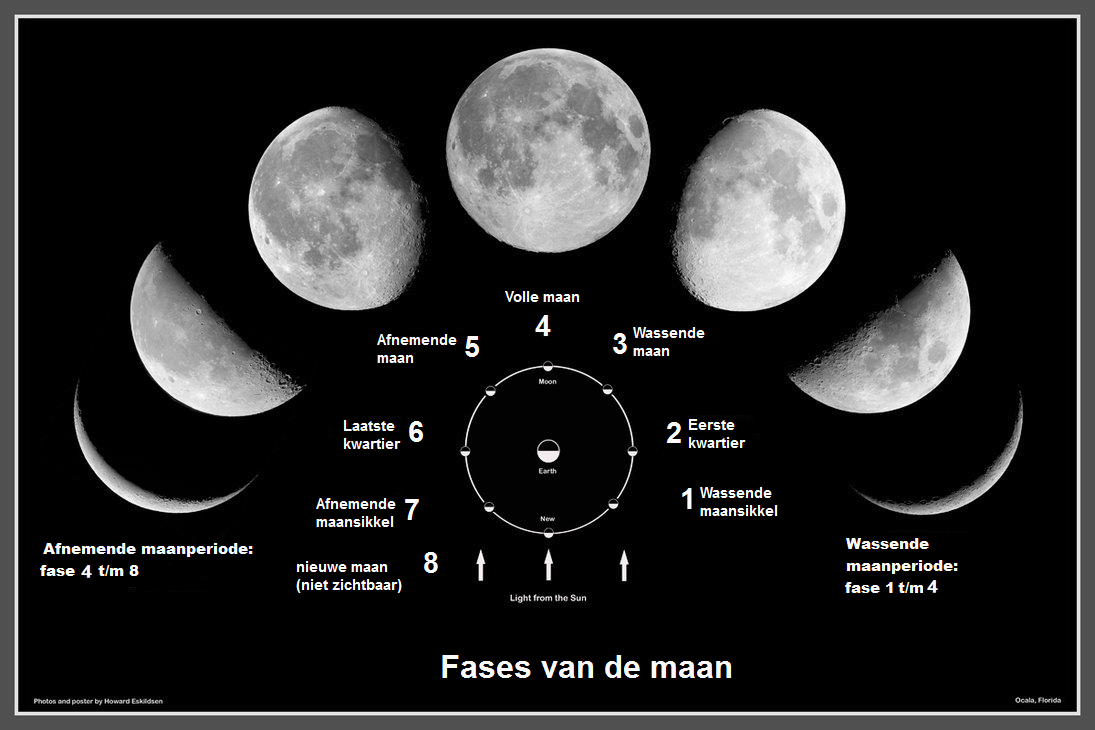 Volle maan
4
Afnemende
maan
5
3
Wassende
maan
Moon
Laatste
kwartier
6
2
Eerste
kwartier
Earth
Afnemende
maansikkel
7
1
Wassende
maansikkel
New
nieuwe maan
(niet zichtbaar)
8
Light from the Sun
Afnemende maanperiode:
fase 4 t/m 8
Wassende
maanperiode:
fase 1 t/m 4
Fases van de maan
Photos and poster by Howard Eskildsen
Ocala, Florida